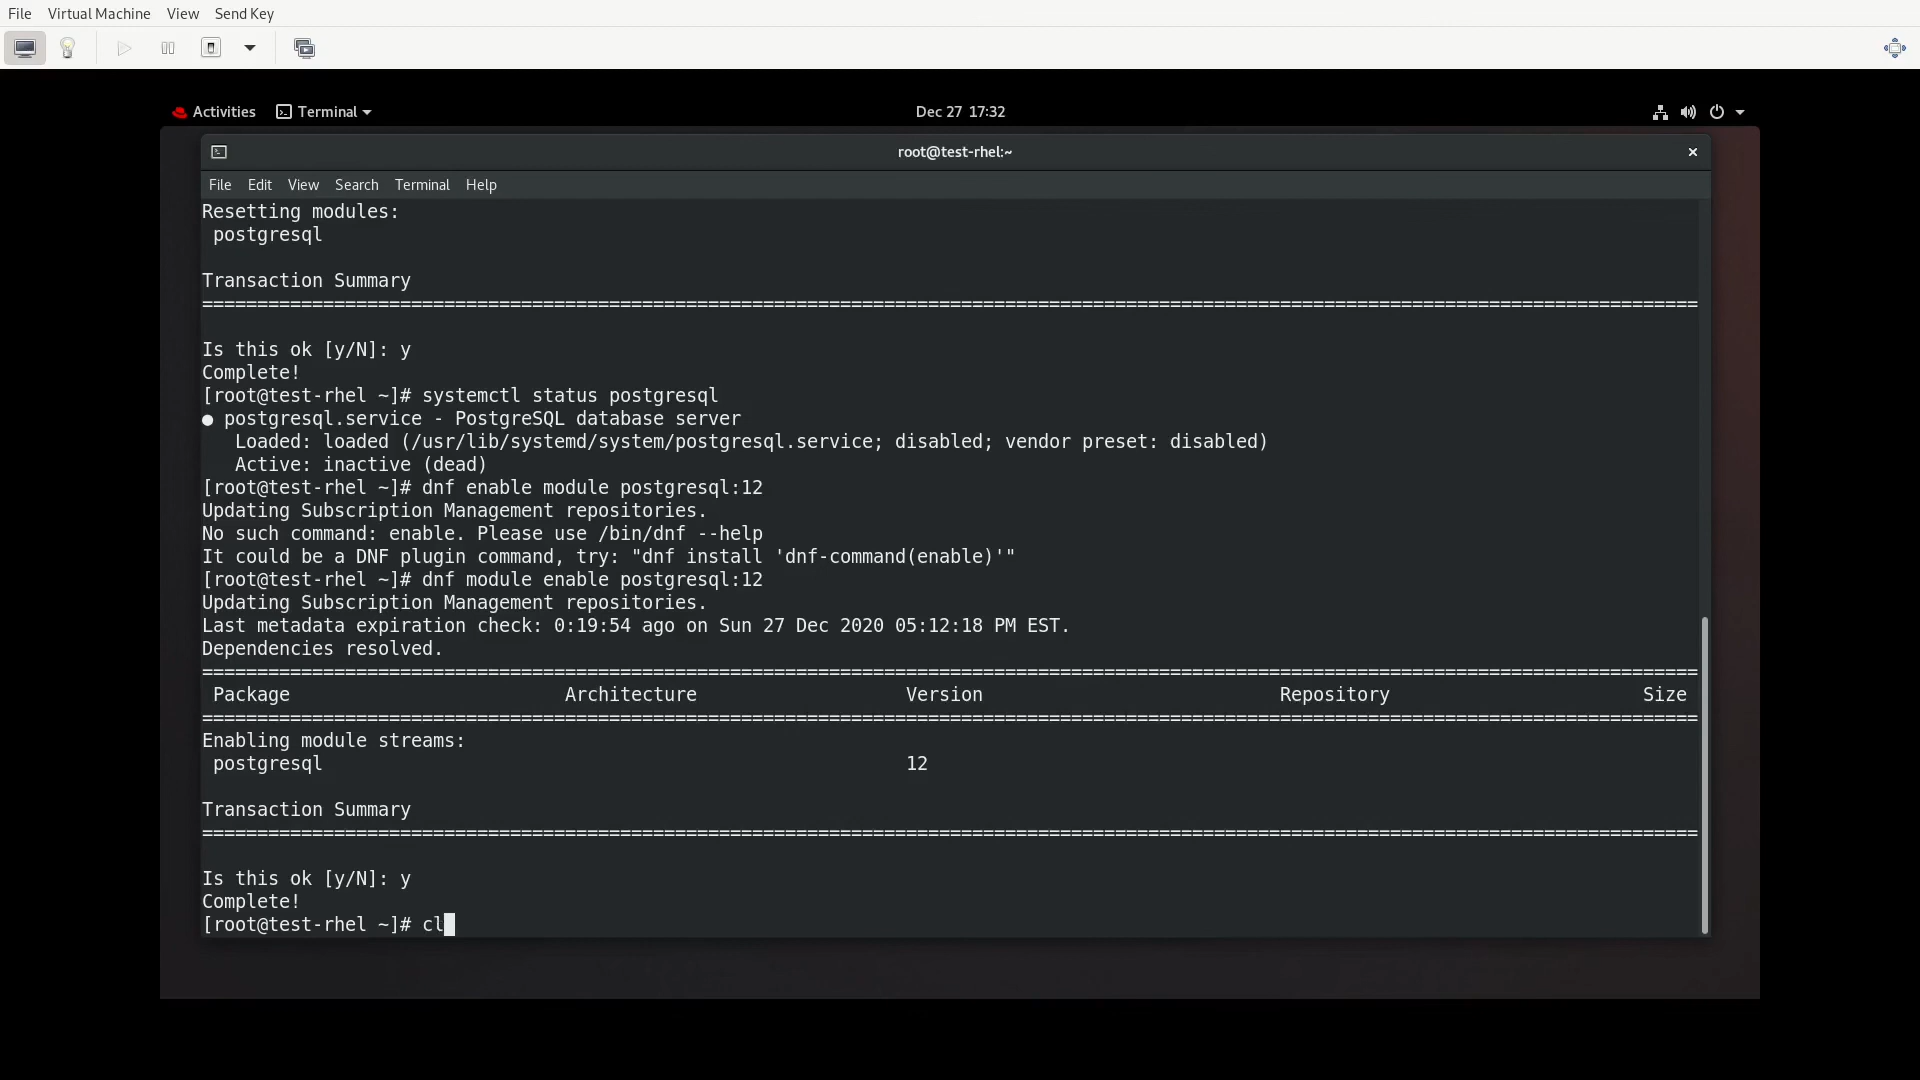 File Virtual Machine View Send Key
Activities Terminal Dec 27 17:32
root@test-rhel:~ ×
File Edit View Search Terminal Help
Resetting modules:
postgresql
Transaction Summary
================================================================================
Is this ok [y/N]: y
Complete!
[root@test-rhel ~]# systemctl status postgresql
● postgresql.service - PostgreSQL database server
Loaded: loaded (/usr/lib/systemd/system/postgresql.service; disabled; vendor preset: disabled)
Active: inactive (dead)
[root@test-rhel ~]# dnf enable module postgresql:12
Updating Subscription Management repositories.
No such command: enable. Please use /bin/dnf --help
It could be a DNF plugin command, try: "dnf install 'dnf-command(enable)'"
[root@test-rhel ~]# dnf module enable postgresql:12
Updating Subscription Management repositories.
Last metadata expiration check: 0:19:54 ago on Sun 27 Dec 2020 05:12:18 PM EST.
Dependencies resolved.
================================================================================
Package Architecture Version Repository Size
================================================================================
Enabling module streams:
postgresql 12
Transaction Summary
================================================================================
Is this ok [y/N]: y
Complete!
[root@test-rhel ~]# cl